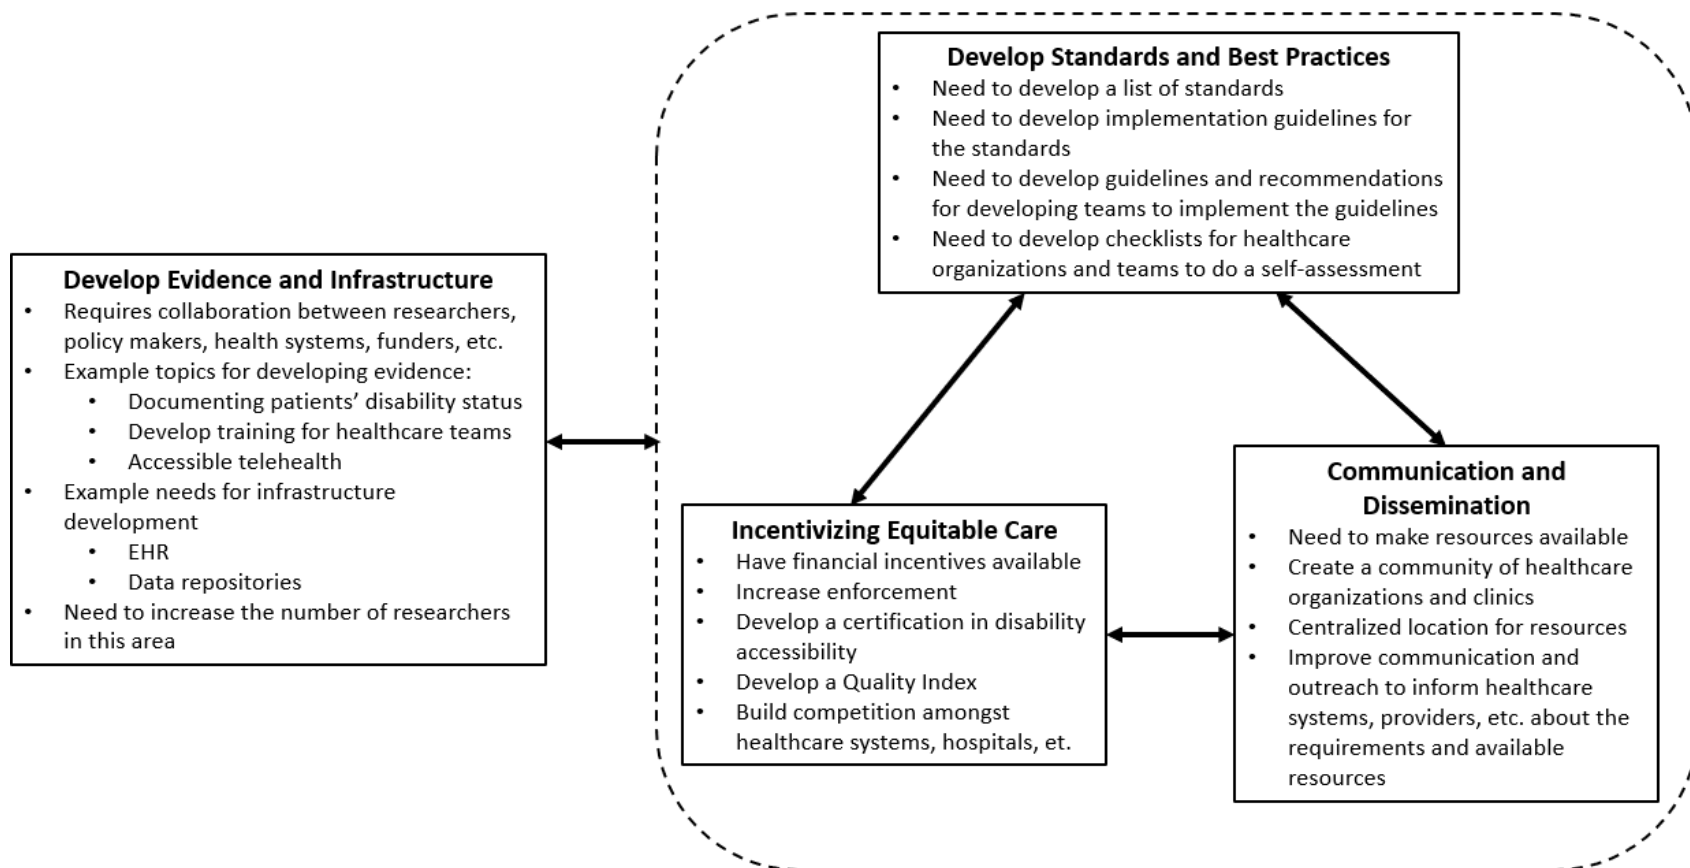 Develop Standards and Best Practices
• Need to develop a list of standards
• Need to develop implementation guidelines for
the standards
• Need to develop guidelines and recommendations
for developing teams to implement the guidelines
• Need to develop checklists for healthcare
organizations and teams to do a self-assessment
Develop Evidence and Infrastructure
• Requires collaboration between researchers,
policy makers, health systems, funders, etc.
• Example topics for developing evidence:
• Documenting patients’ disability status
• Develop training for healthcare teams
• Accessible telehealth
• Example needs for infrastructure
development
• EHR
• Data repositories
• Need to increase the number of researchers
in this area
Incentivizing Equitable Care
• Have financial incentives available
• Increase enforcement
• Develop a certification in disability
accessibility
• Develop a Quality Index
• Build competition amongst
healthcare systems, hospitals, et.
Communication and
Dissemination
• Need to make resources available
• Create a community of healthcare
organizations and clinics
• Centralized location for resources
• Improve communication and
outreach to inform healthcare
systems, providers, etc. about the
requirements and available
resources